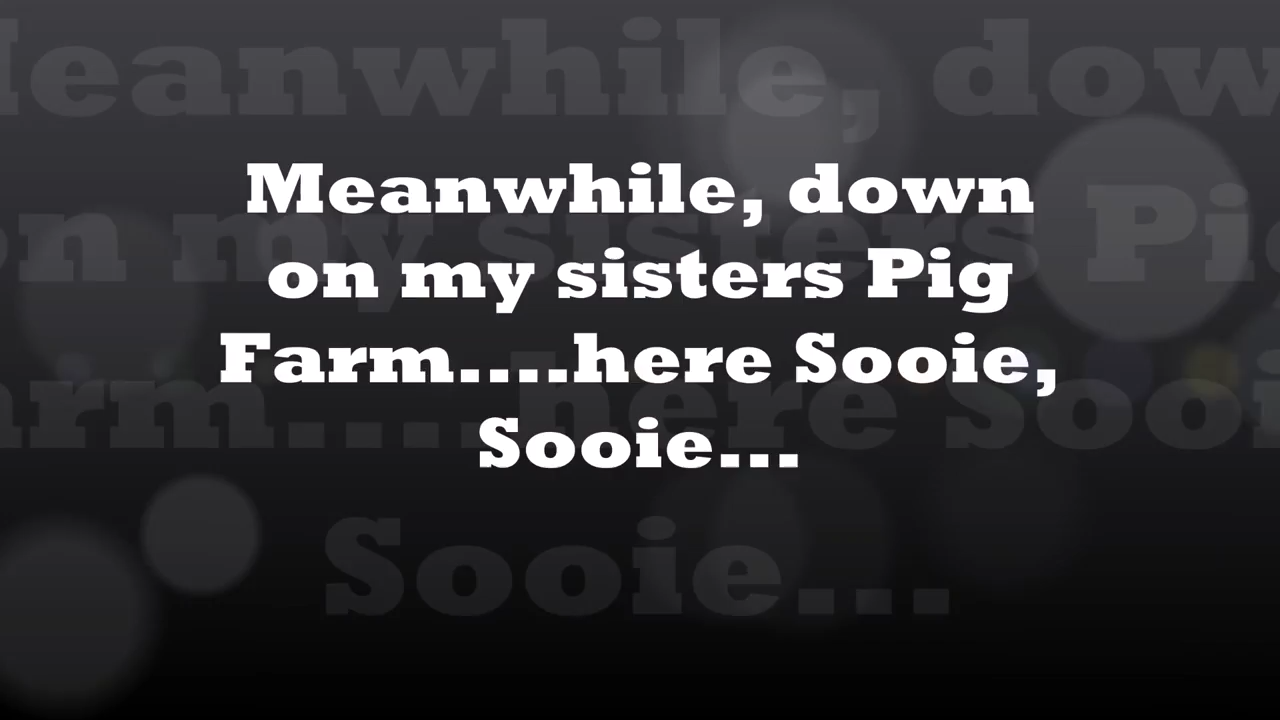 Meanwhile, down
on my sisters Pig
Farm....here Sooie,
Sooie...